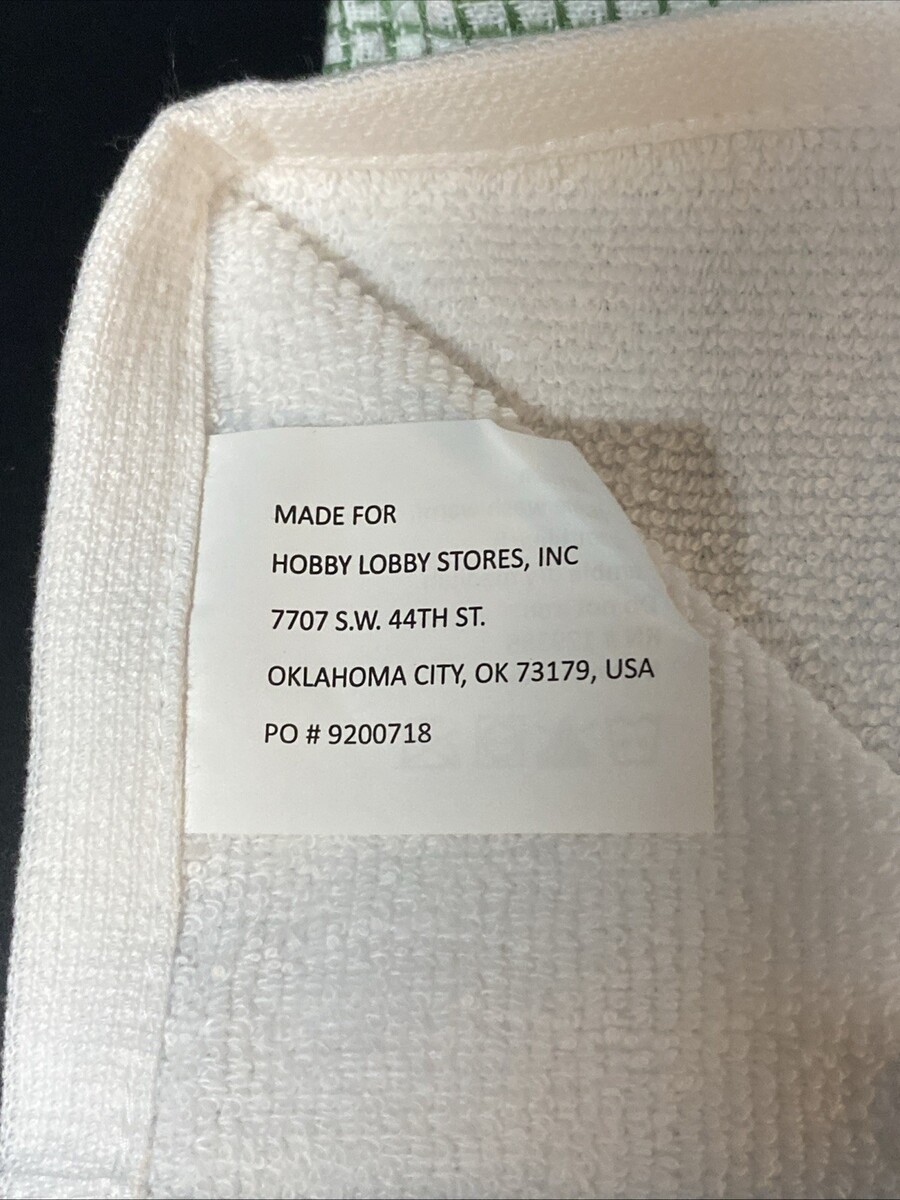 MADE FOR
HOBBY LOBBY STORES, INC
7707 S.W. 44TH ST.
OKLAHOMA CITY, OK 73179, USA
PO # 9200718